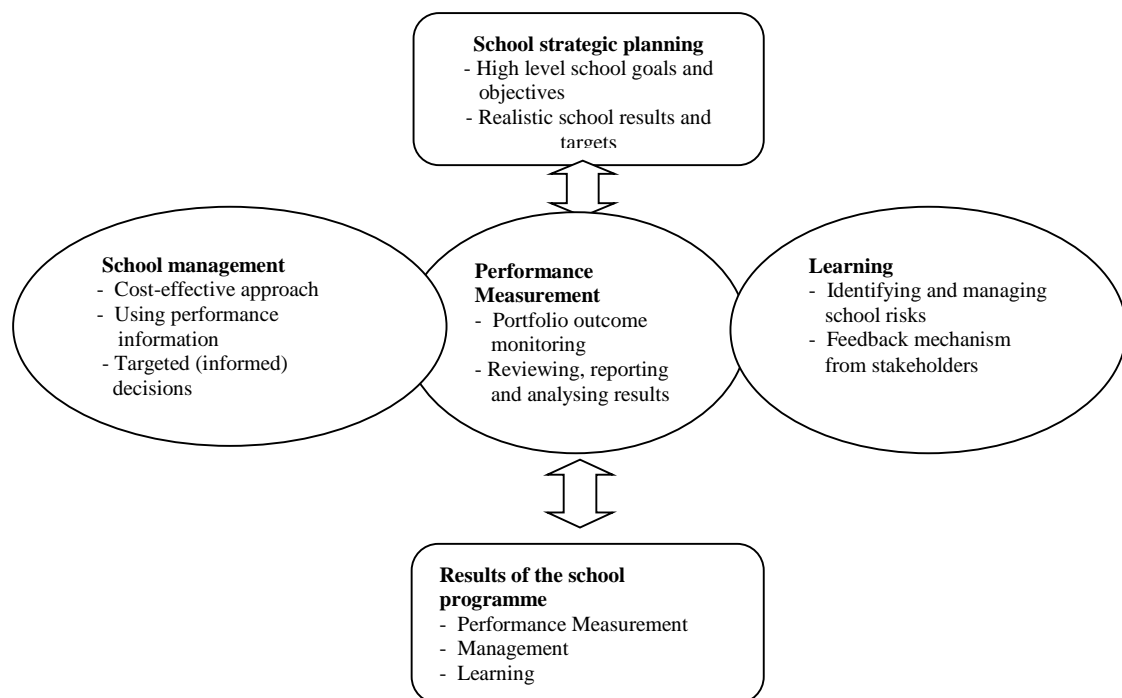 School strategic planning
- High level school goals and
objectives
- Realistic school results and
targets
School management
- Cost-effective approach
- Using performance
information
- Targeted (informed)
decisions
Performance
Measurement
- Portfolio outcome
monitoring
- Reviewing, reporting
and analysing results
Learning
- Identifying and managing
school risks
- Feedback mechanism
from stakeholders
Results of the school
programme
- Performance Measurement
- Management
- Learning